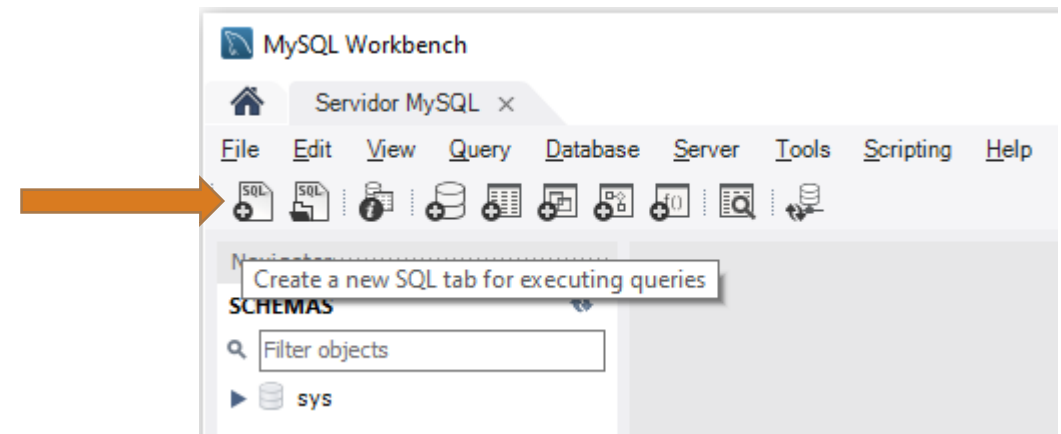 MySQL Workbench
Servidor MySQL
File Edit View Query Database Server Tools Scripting Help
SQL SQL f()
Create a new SQL tab for executing queries
SCHEMAS
Filter objects
sys